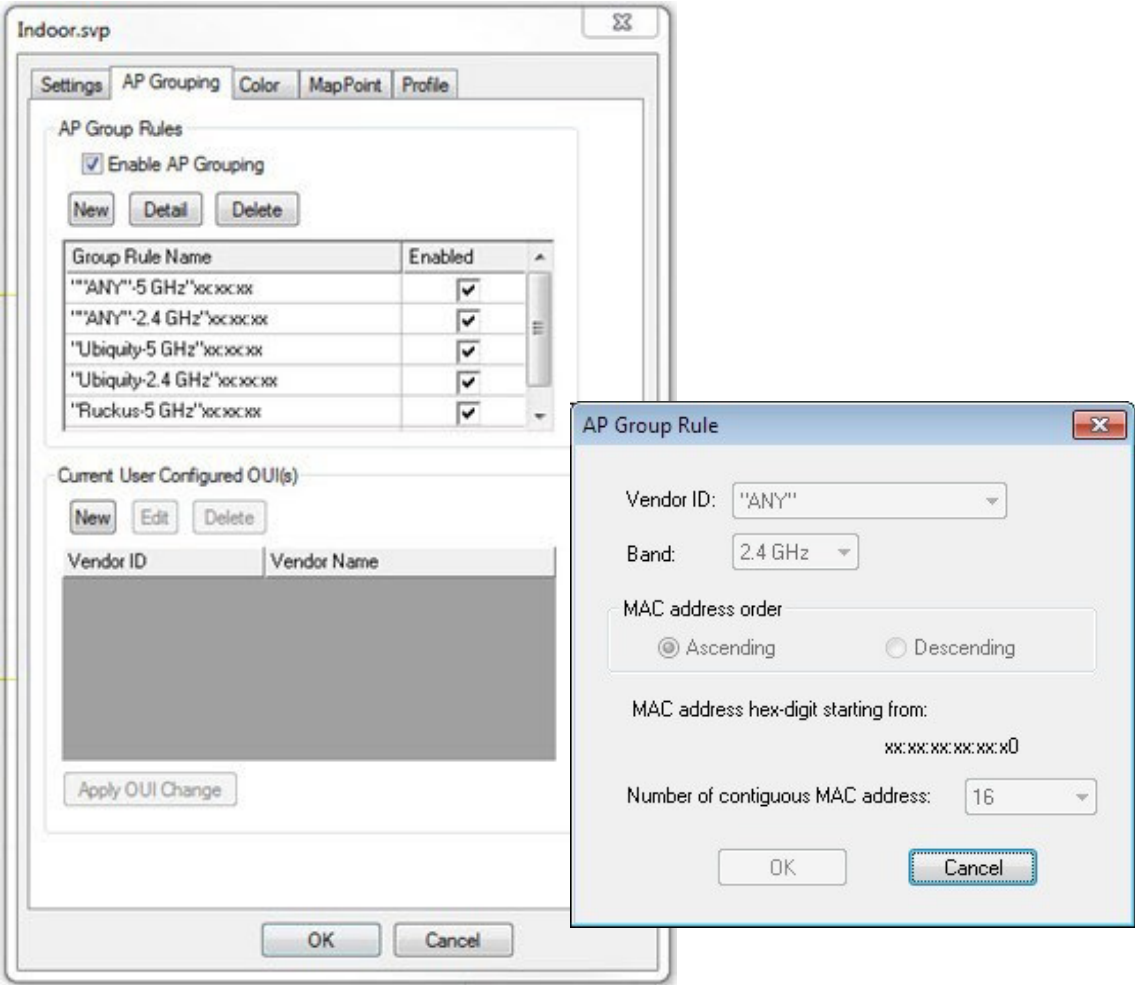 Indoor.svp
Settings AP Grouping Color MapPoint Profile
AP Group Rules
Enable AP Grouping
New Detail Delete
Group Rule Name Enabled
""ANY"-5 GHz"xx:xx:xx
""ANY"-2.4 GHz"xx:xx:xx
"Ubiquity-5 GHz"xx:xx:xx
"Ubiquity-2.4 GHz"xx:xx:xx
"Ruckus-5 GHz"xx:xx:xx
Current User Configured OUI(s)
New Edit Delete
Vendor ID Vendor Name
Apply OUI Change
OK Cancel
AP Group Rule
Vendor ID: "ANY"
Band: 2.4 GHz
MAC address order
Ascending Descending
MAC address hex-digit starting from:
xx:xx:xx:xx:xx:x0
Number of contiguous MAC address: 16
OK Cancel